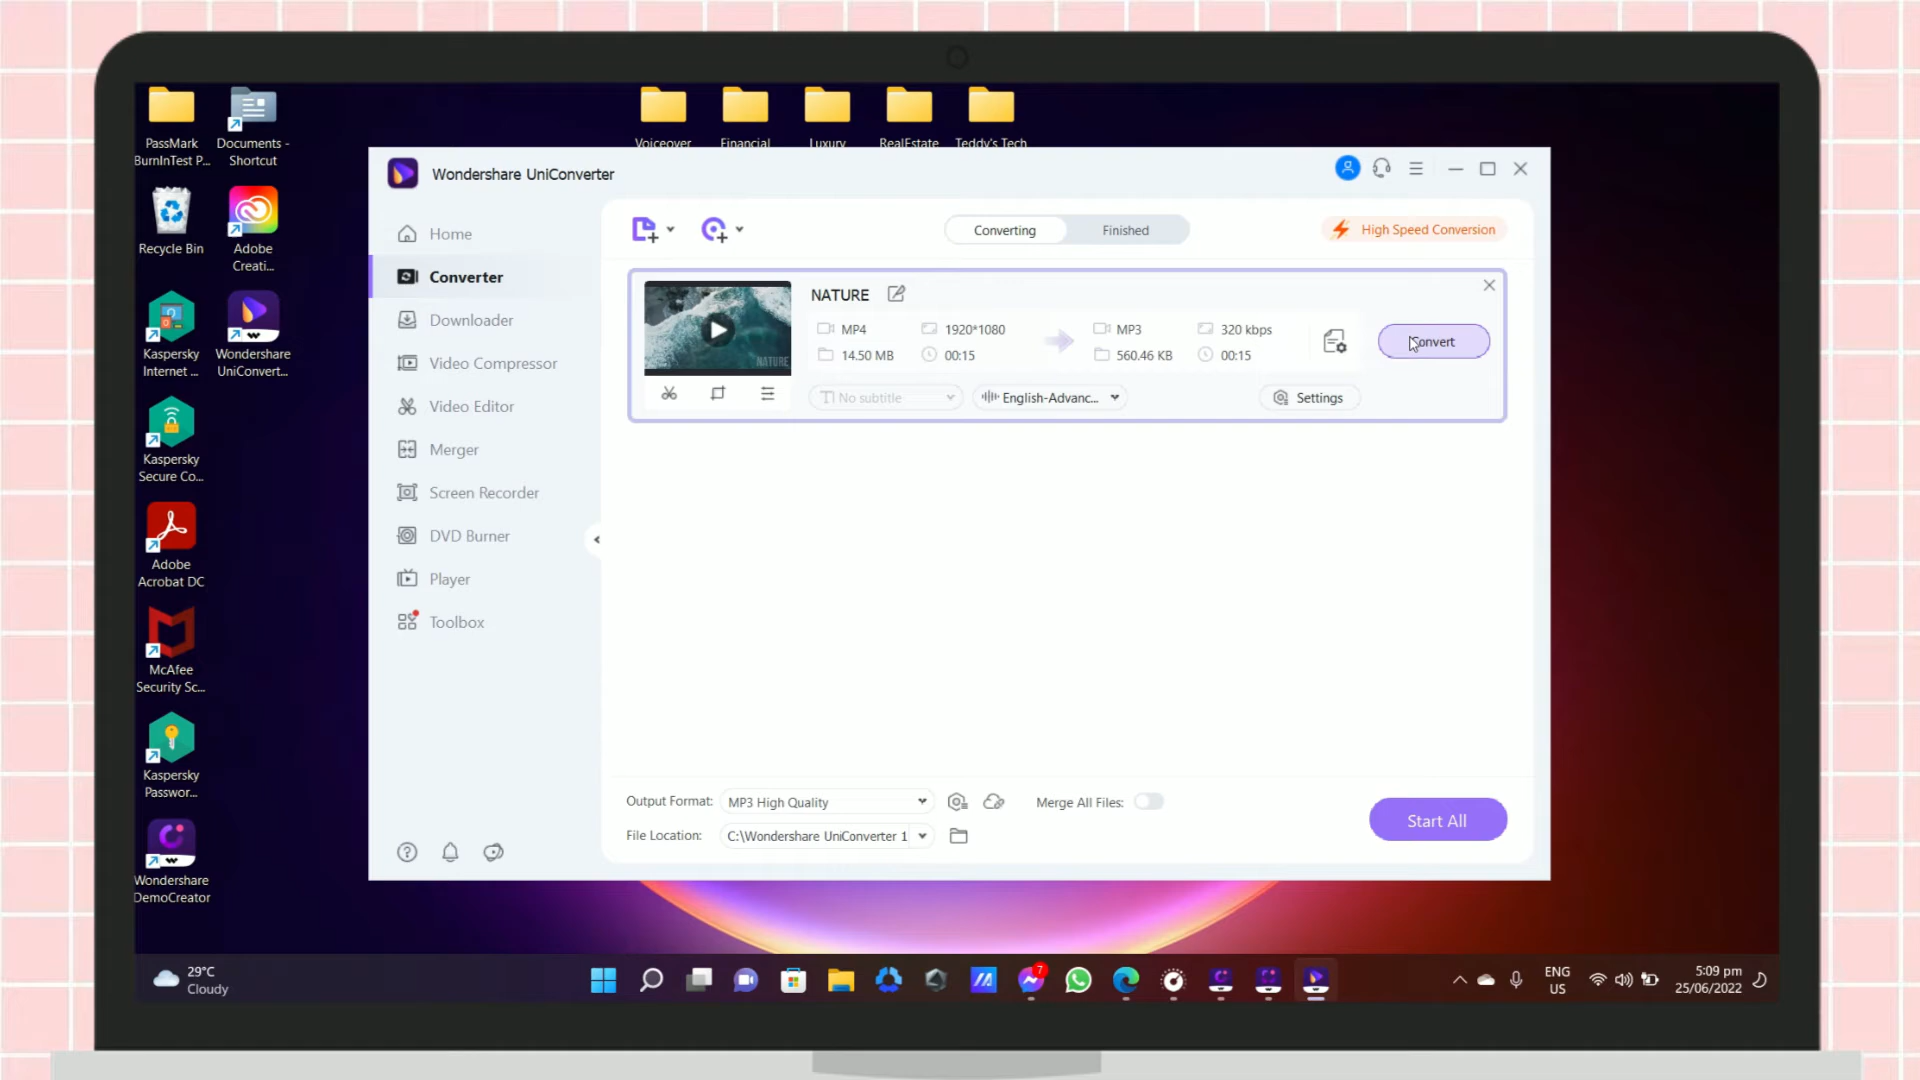 PassMark
BurnInTest P...
Documents -
Shortcut
Voiceover
Financial
Luxury
RealEstate
Teddy's Tech
Recycle Bin
Adobe
Creati...
Kaspersky
Internet ...
Wondershare
UniConvert...
Kaspersky
Secure Co...
Adobe
Acrobat DC
McAfee
Security Sc...
Kaspersky
Passwor...
Wondershare
DemoCreator
Wondershare UniConverter
Home
Converter
Downloader
Video Compressor
Video Editor
Merger
Screen Recorder
DVD Burner
Player
Toolbox
Converting
Finished
High Speed Conversion
NATURE
NATURE
MP4
1920*1080
14.50 MB
00:15
MP3
320 kbps
560.46 KB
00:15
Convert
No subtitle
English-Advanc...
Settings
Output Format:
MP3 High Quality
Merge All Files:
File Location:
C:\Wondershare UniConverter 1
Start All
29°C
Cloudy
7
ENG
US
5:09 pm
25/06/2022